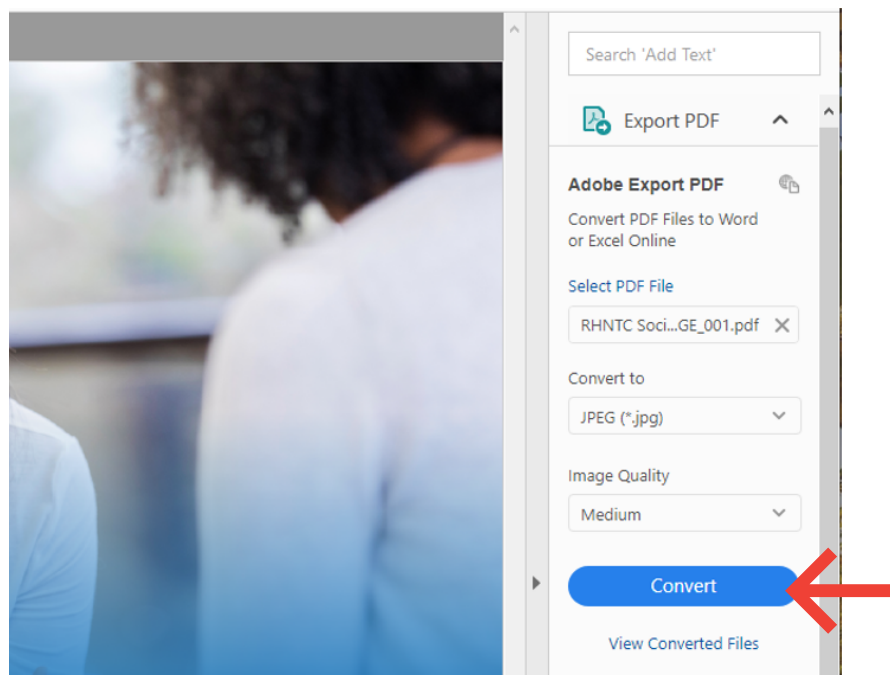 Search 'Add Text'
Export PDF
Adobe Export PDF
Convert PDF Files to Word
or Excel Online
Select PDF File
RHNTC Soci...GE_001.pdf
Convert to
JPEG (*.jpg)
Image Quality
Medium
Convert
View Converted Files